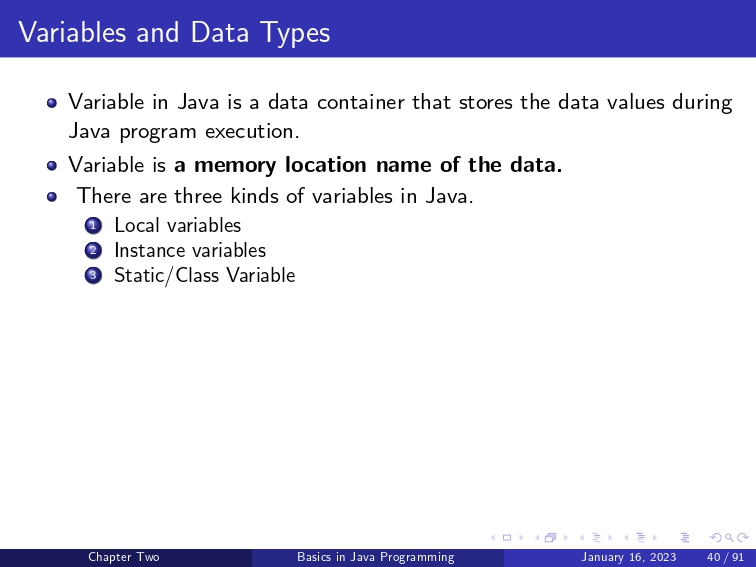 Variables and Data Types
Variable in Java is a data container that stores the data values during
Java program execution.
Variable is a memory location name of the data.
There are three kinds of variables in Java.
1 Local variables
2 Instance variables
3 Static/Class Variable
Chapter Two Basics in Java Programming January 16, 2023 40 / 91